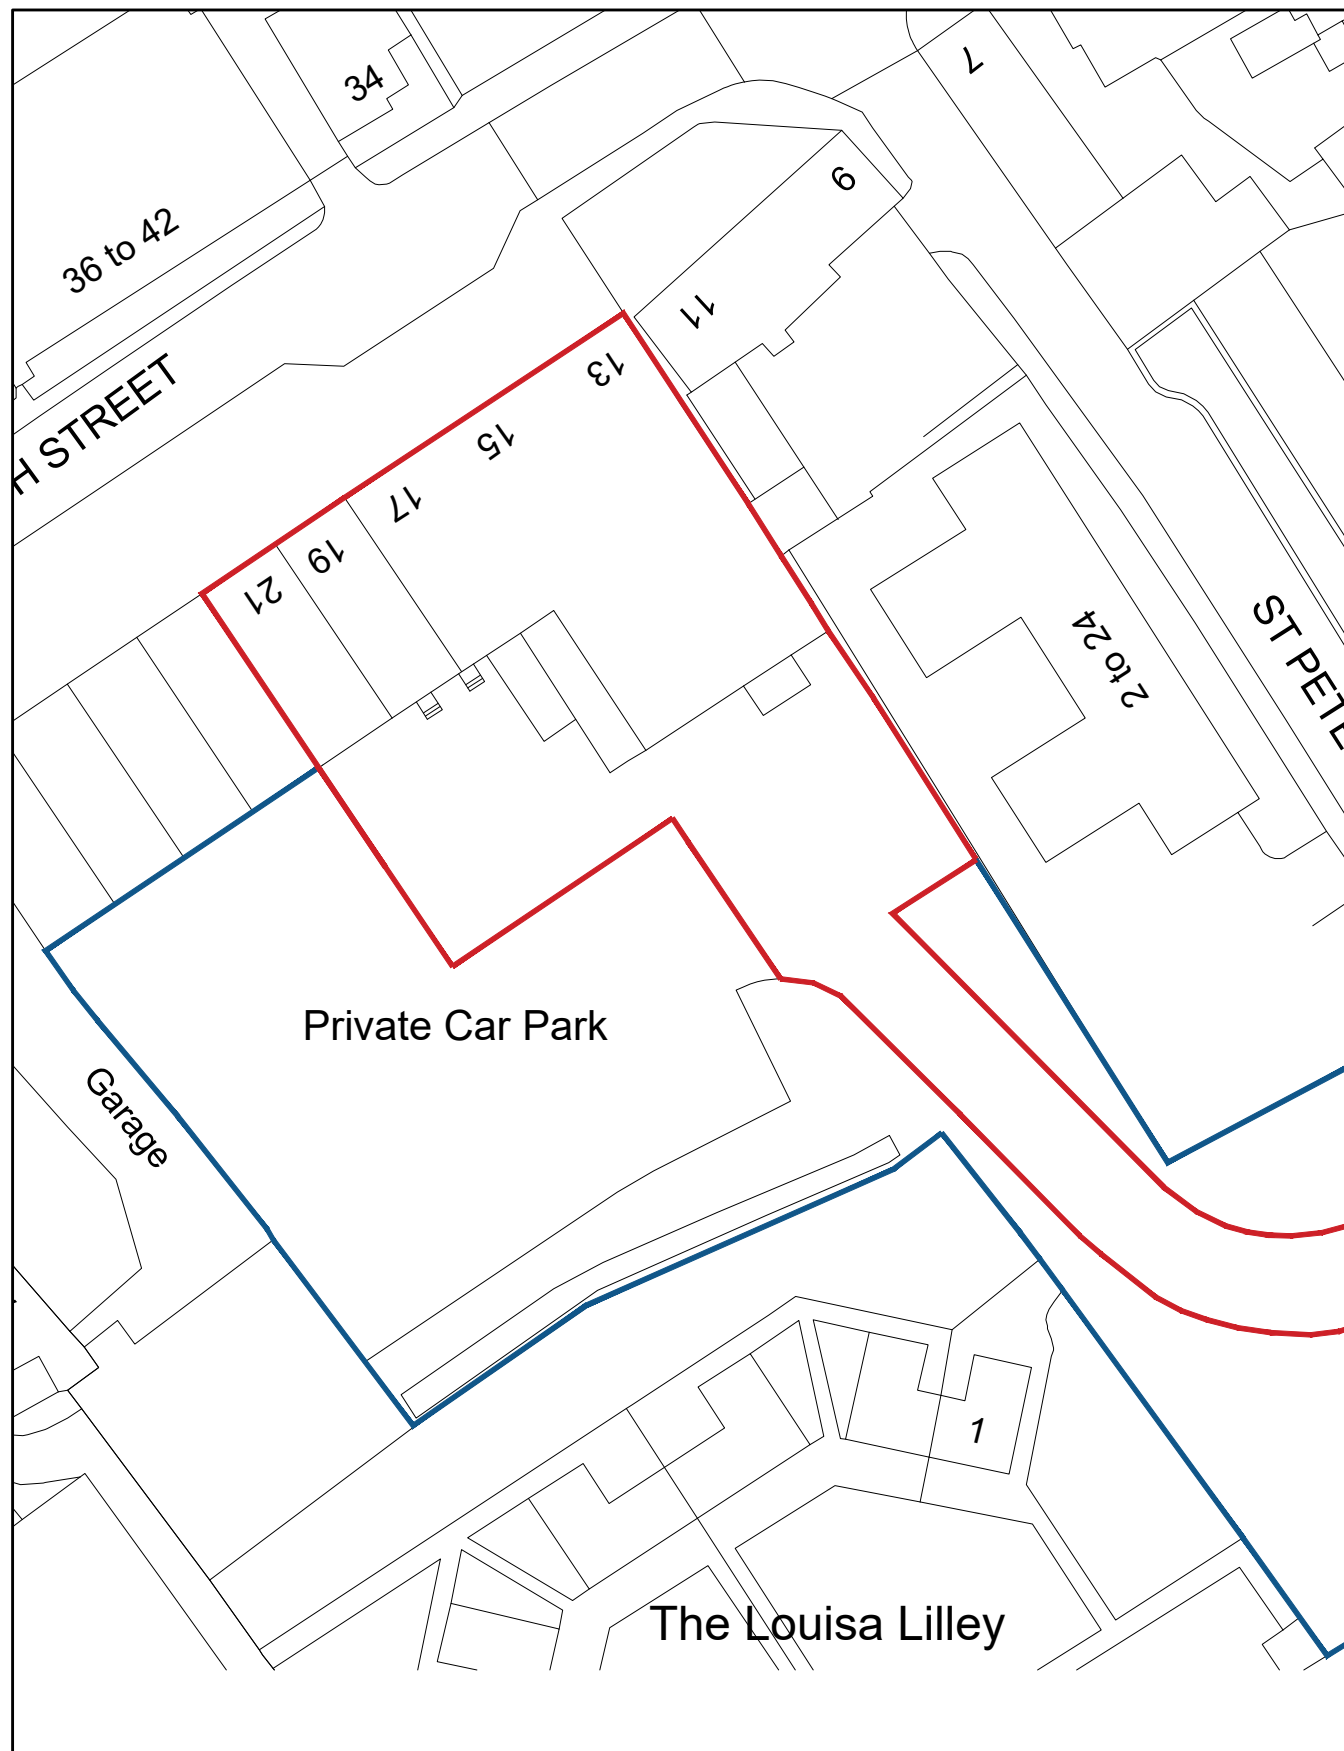 34
7
9
36 to 42
11
13
H STREET
15
17
19
21
2 to 24
ST PETE
Private Car Park
Garage
1
The Louisa Lilley